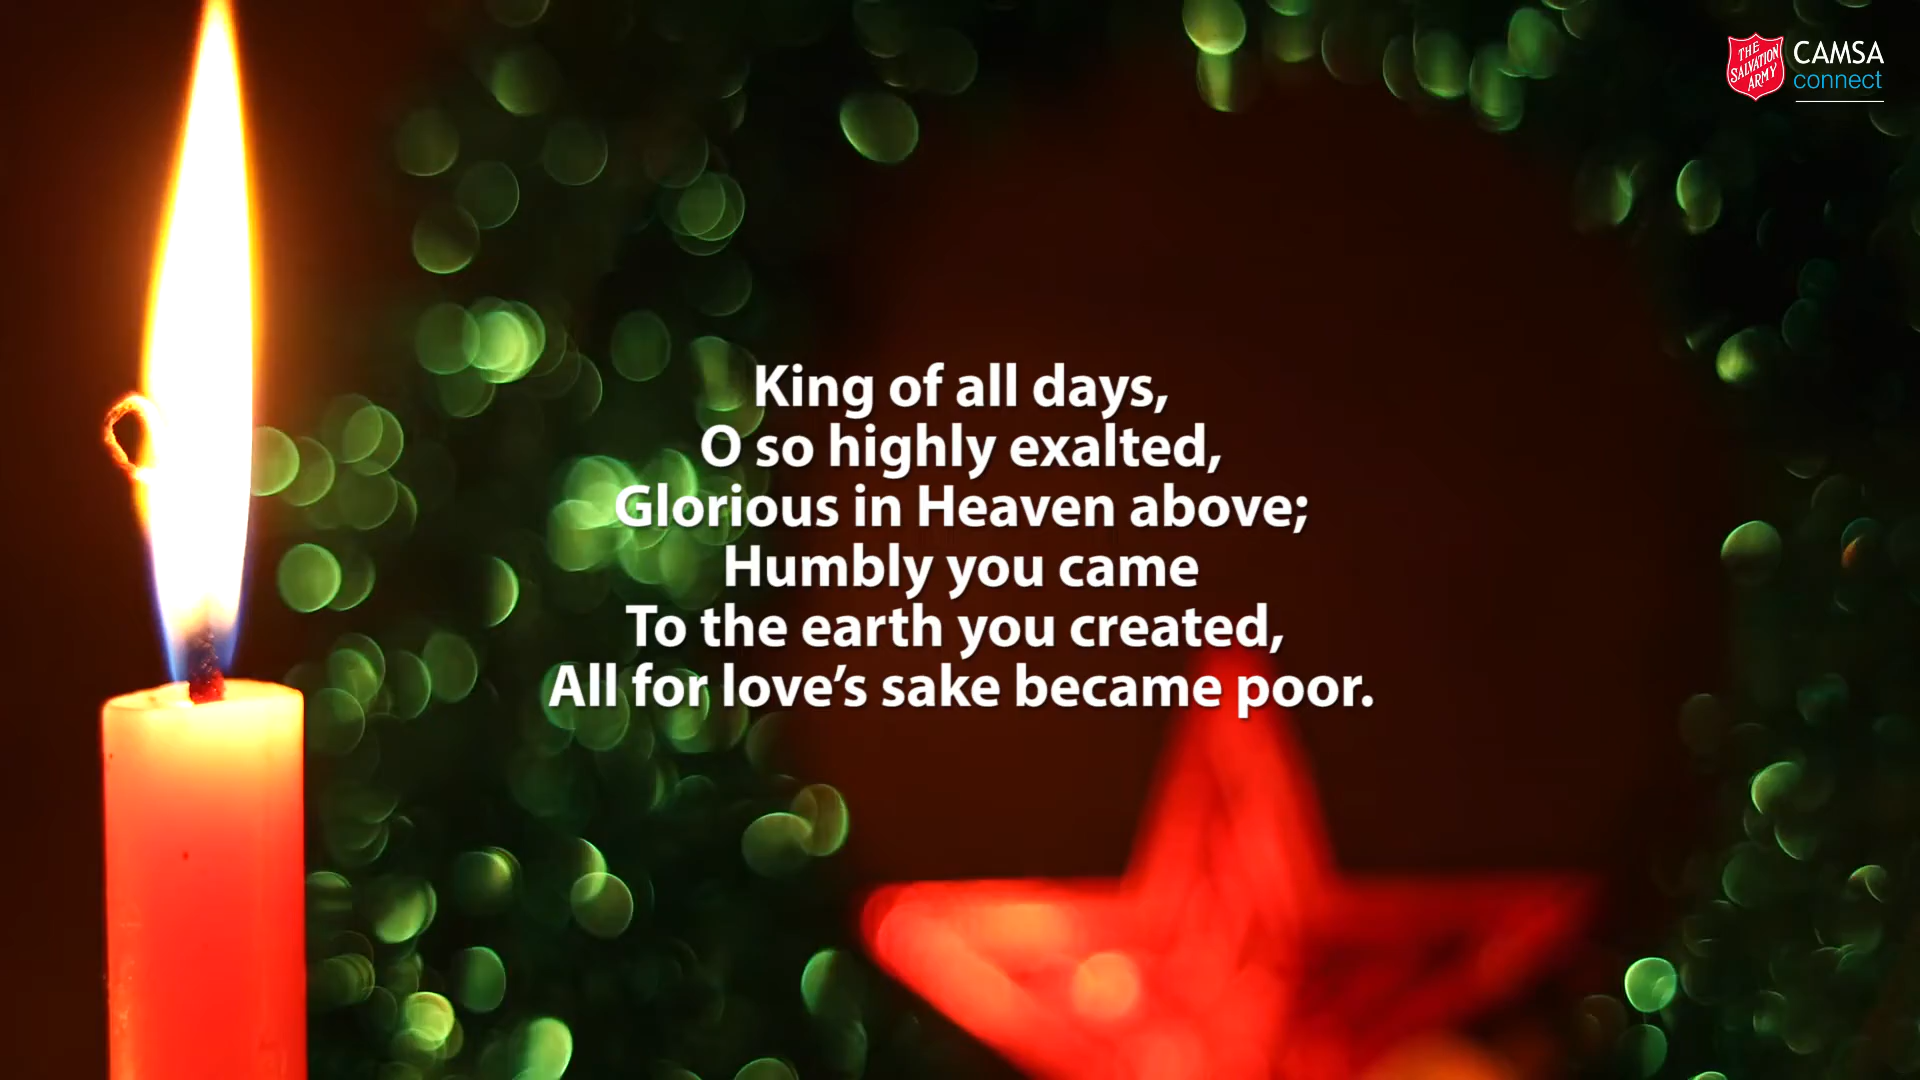 THE
SALVATION
ARMY
CAMSA
connect
King of all days,
O so highly exalted,
Glorious in Heaven above;
Humbly you came
To the earth you created,
All for love’s sake became poor.